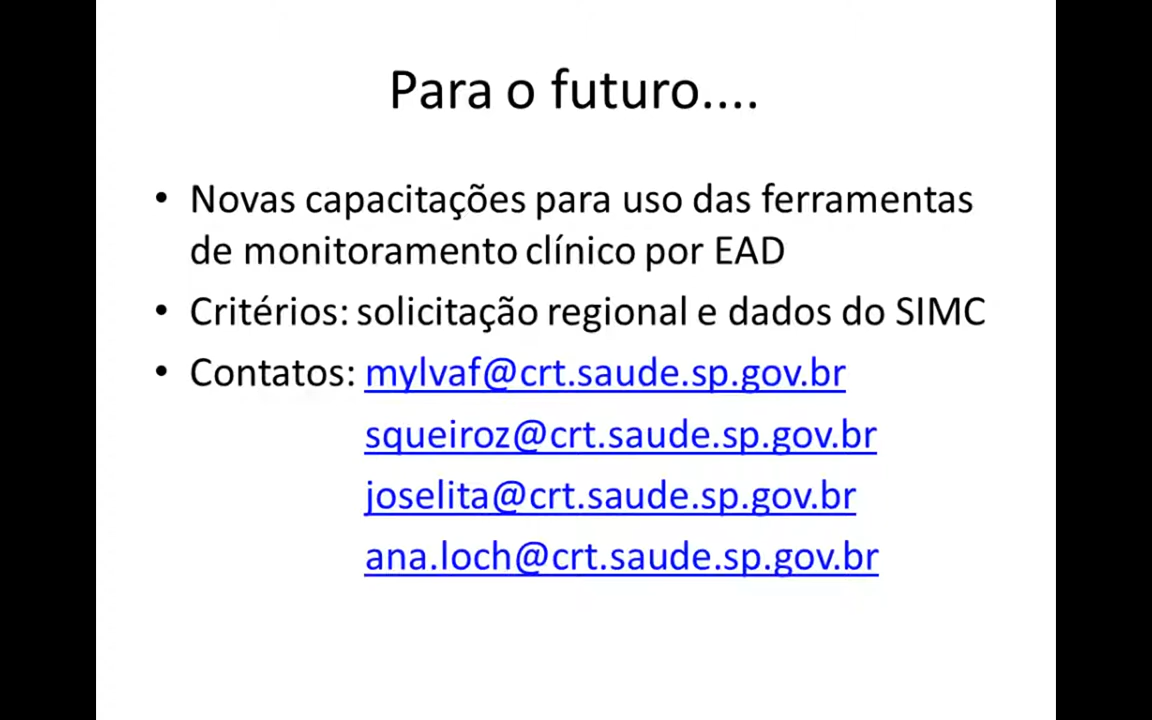 Para o futuro....
• Novas capacitações para uso das ferramentas
de monitoramento clínico por EAD
• Critérios: solicitação regional e dados do SIMC
• Contatos: mylvaf@crt.saude.sp.gov.br
squeiroz@crt.saude.sp.gov.br
joselita@crt.saude.sp.gov.br
ana.loch@crt.saude.sp.gov.br